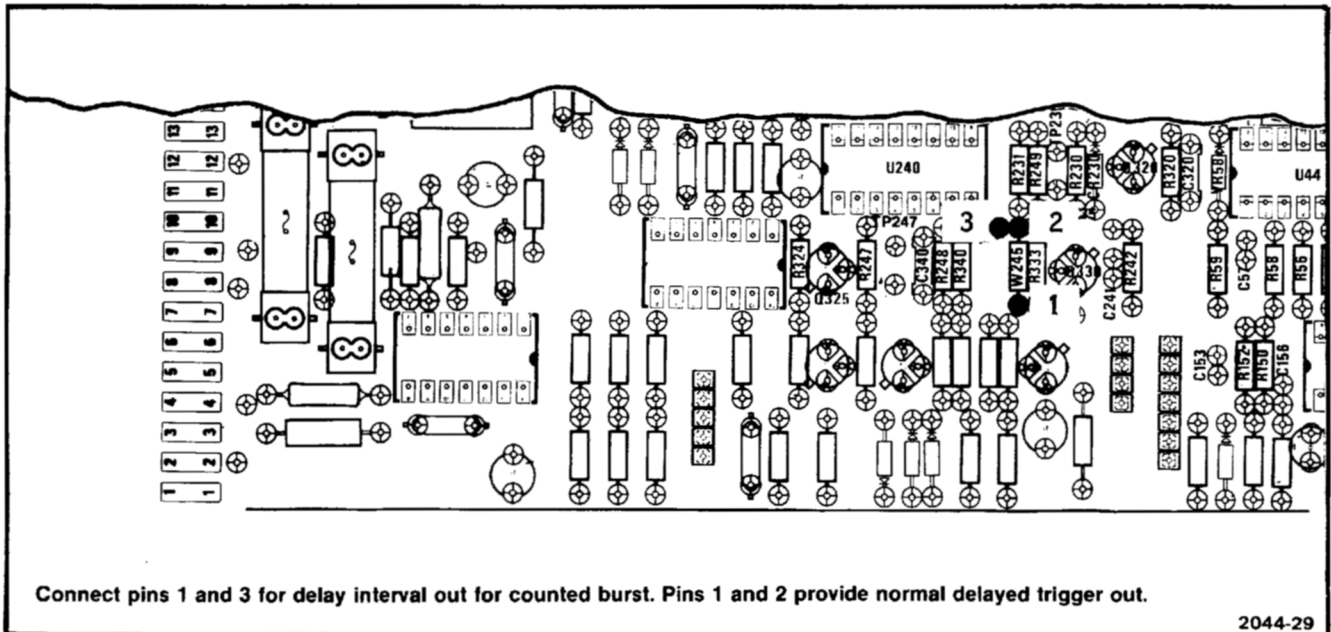 13 13
12 12
11 11
10 10
9 9
8 8
7 7
6 6
5 5
4 4
3 3
2 2
1 1
U240
R231
R249
R230
R320
C320
U44
P247
3
2
R324
R247
C340
R248
R340
W245
R333
R242
R59
C57
R58
R56
Q325
1
C241
C153
R152
R150
C156
Connect pins 1 and 3 for delay interval out for counted burst. Pins 1 and 2 provide normal delayed trigger out.
2044-29